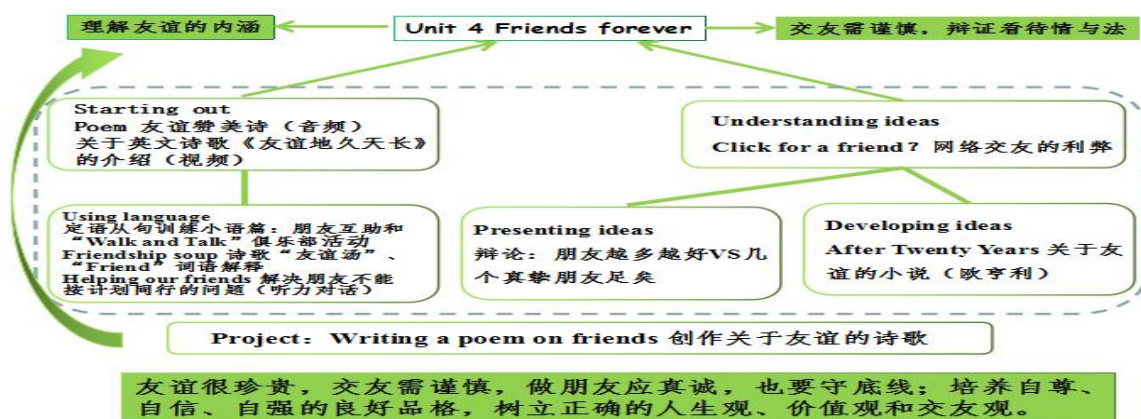 理解友谊的内涵
Unit 4 Friends forever
交友需谨慎，辩证看待情与法
Starting out
Poem 友谊赞美诗（音频）
关于英文诗歌《友谊地久天长》
的介绍（视频）
Understanding ideas
Click for a friend？网络交友的利弊
Using language
定语从句训练小语篇：朋友互助和
“Walk and Talk”俱乐部活动
Friendship soup 诗歌“友谊汤”、
“Friend”词语解释
Helping our friends 解决朋友不能
按计划同行的问题（听力对话）
Presenting ideas
辩论：朋友越多越好VS几
个真挚朋友足矣
Developing ideas
After Twenty Years 关于友
谊的小说（欧亨利）
Project：Writing a poem on friends 创作关于友谊的诗歌
友谊很珍贵，交友需谨慎，做朋友应真诚，也要守底线；培养自尊、
自信、自强的良好品格，树立正确的人生观、价值观和交友观。